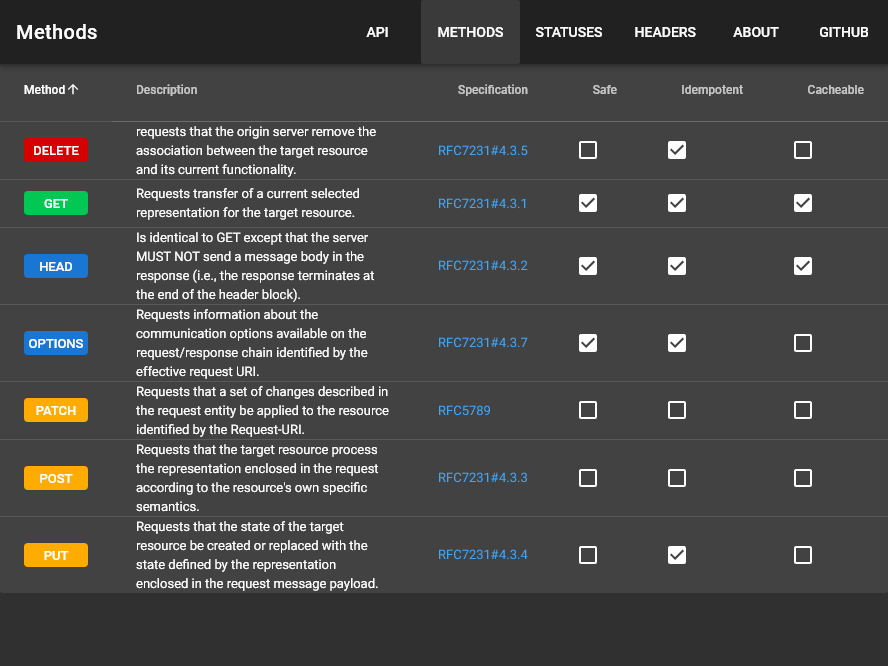 Methods
API
METHODS
STATUSES
HEADERS
ABOUT
GITHUB
Method
Description
Specification
Safe
Idempotent
Cacheable
DELETE
requests that the origin server remove the
association between the target resource
and its current functionality.
RFC7231#4.3.5
GET
Requests transfer of a current selected
representation for the target resource.
RFC7231#4.3.1
HEAD
Is identical to GET except that the server
MUST NOT send a message body in the
response (i.e., the response terminates at
the end of the header block).
RFC7231#4.3.2
OPTIONS
Requests information about the
communication options available on the
request/response chain identified by the
effective request URI.
RFC7231#4.3.7
PATCH
Requests that a set of changes described in
the request entity be applied to the resource
identified by the Request-URI.
RFC5789
POST
Requests that the target resource process
the representation enclosed in the request
according to the resource's own specific
semantics.
RFC7231#4.3.3
PUT
Requests that the state of the target
resource be created or replaced with the
state defined by the representation
enclosed in the request message payload.
RFC7231#4.3.4